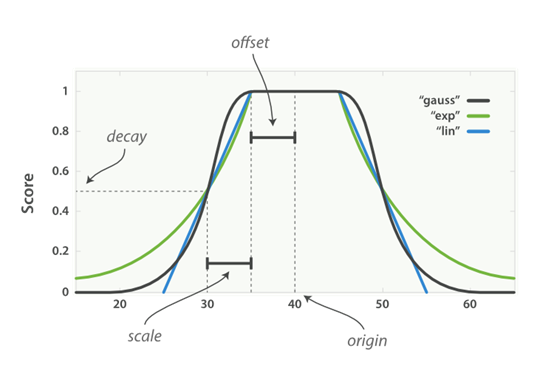 offset
decay
Score
1
0.8
0.6
0.4
0.2
0
"gauss"
"exp"
"lin"
20
30
40
50
60
scale
origin